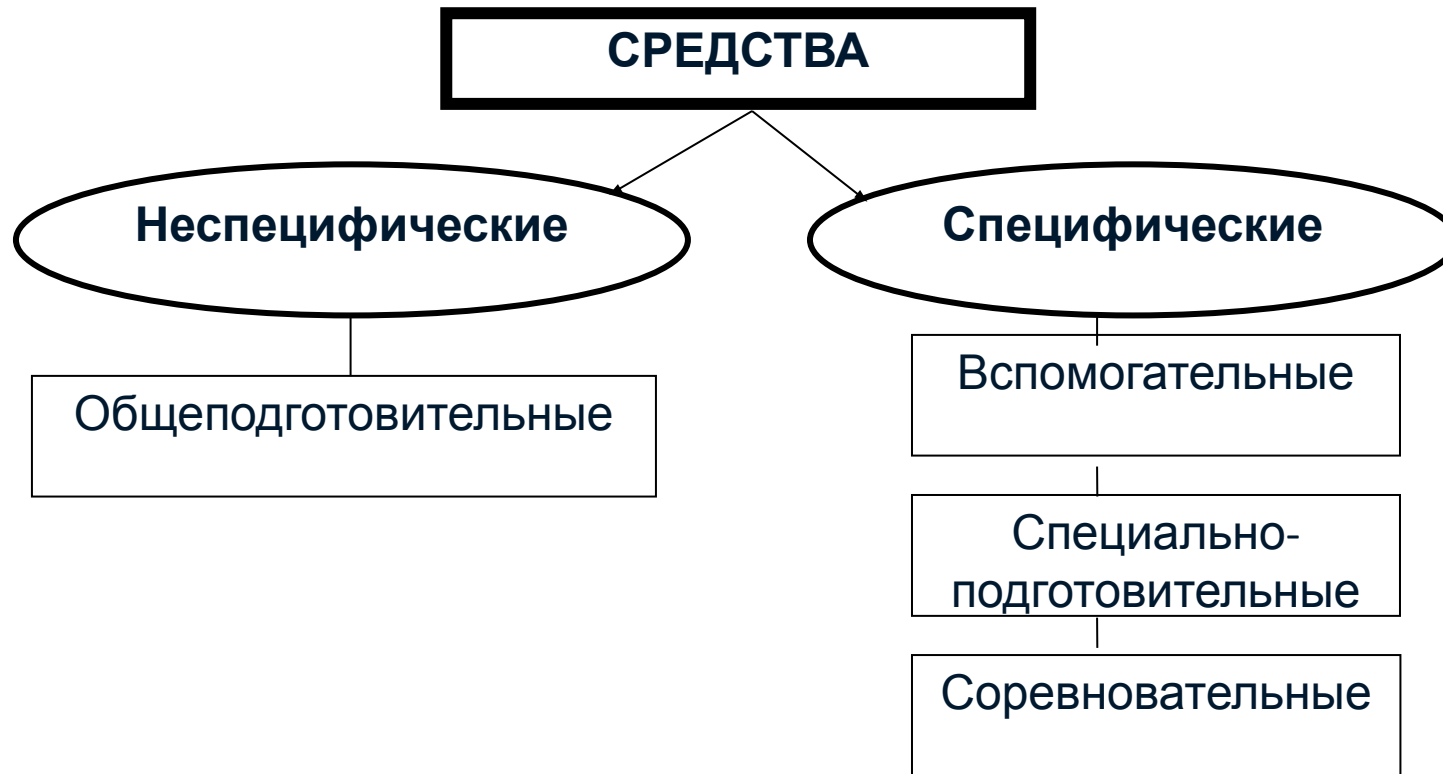 СРЕДСТВА
Неспецифические
Специфические
Общеподготовительные
Вспомогательные
Специально-
подготовительные
Соревновательные